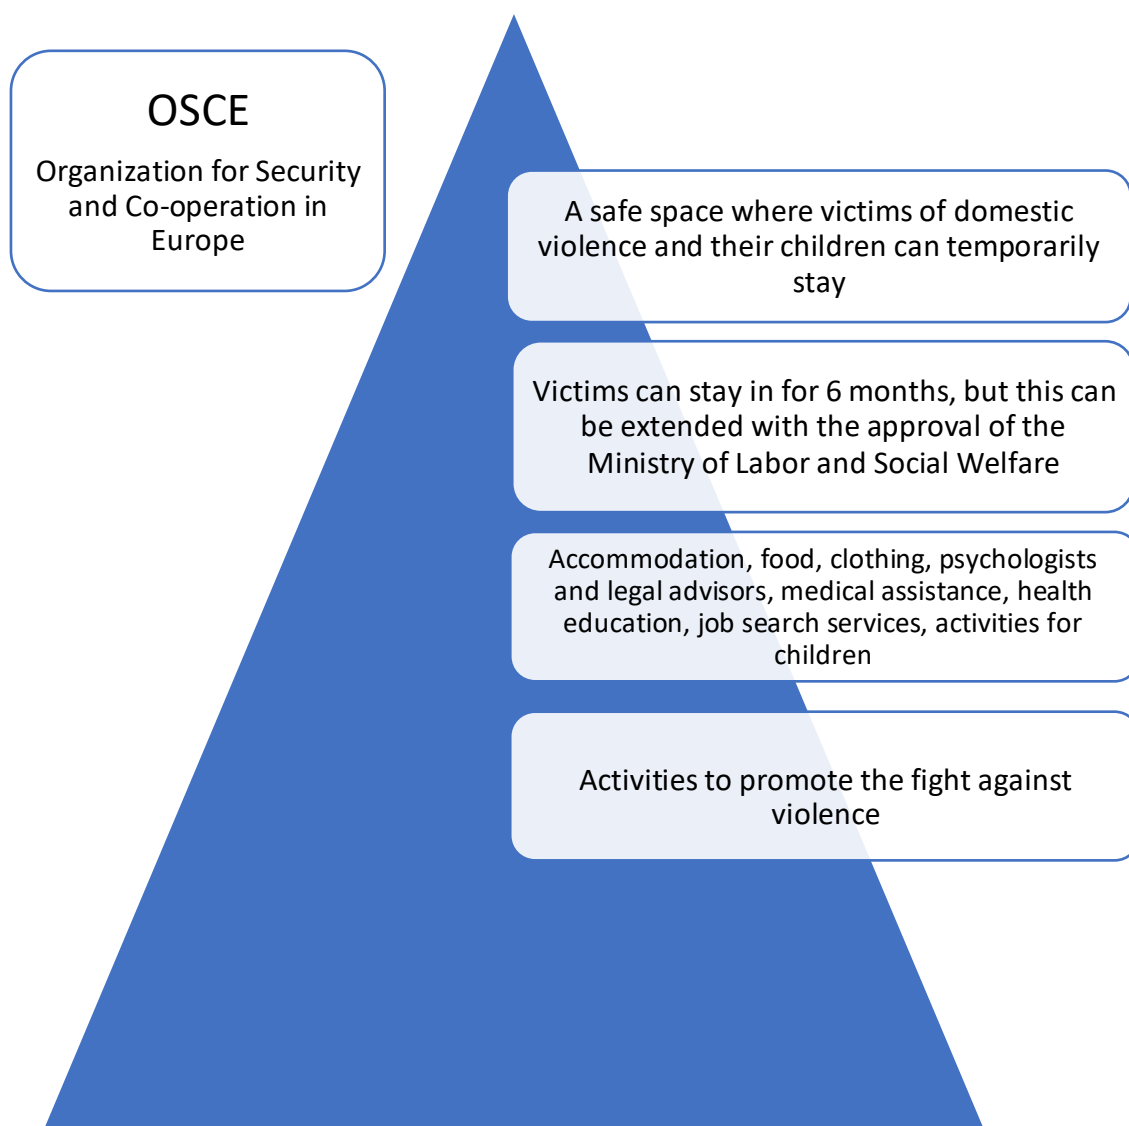 OSCE
Organization for Security
and Co-operation in
Europe
A safe space where victims of domestic
violence and their children can temporarily
stay
Victims can stay in for 6 months, but this can
be extended with the approval of the
Ministry of Labor and Social Welfare
Accommodation, food, clothing, psychologists
and legal advisors, medical assistance, health
education, job search services, activities for
children
Activities to promote the fight against
violence